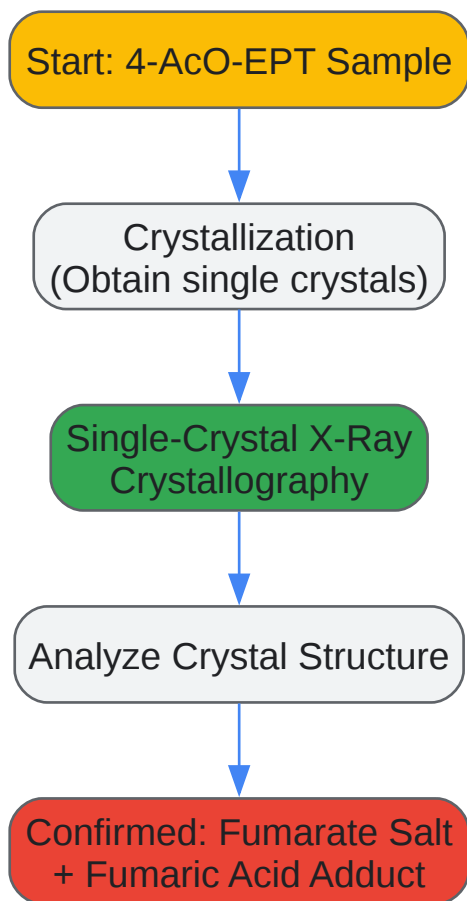 Start: 4-AcO-EPT Sample
Crystallization
(Obtain single crystals)
Single-Crystal X-Ray
Crystallography
Analyze Crystal Structure
Confirmed: Fumarate Salt
+ Fumaric Acid Adduct